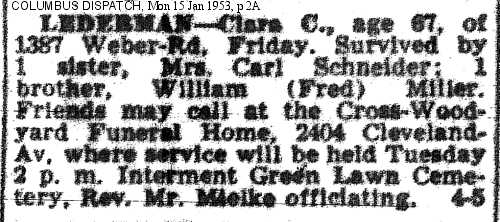 COLUMBUS DISPATCH, Mon 15 Jan 1953, p 2A
LEDERMAN—Clara C., age 67, of
1387 Weber-Rd, Friday. Survived by
1 sister, Mrs. Carl Schneider; 1
brother, William (Fred) Miller.
Friends may call at the Cross-Wood-
yard Funeral Home, 2404 Cleveland-
Av, where service will be held Tuesday
2 p. m. Interment Green Lawn Ceme-
tery, Rev. Mr. Mielke officiating. 4-5